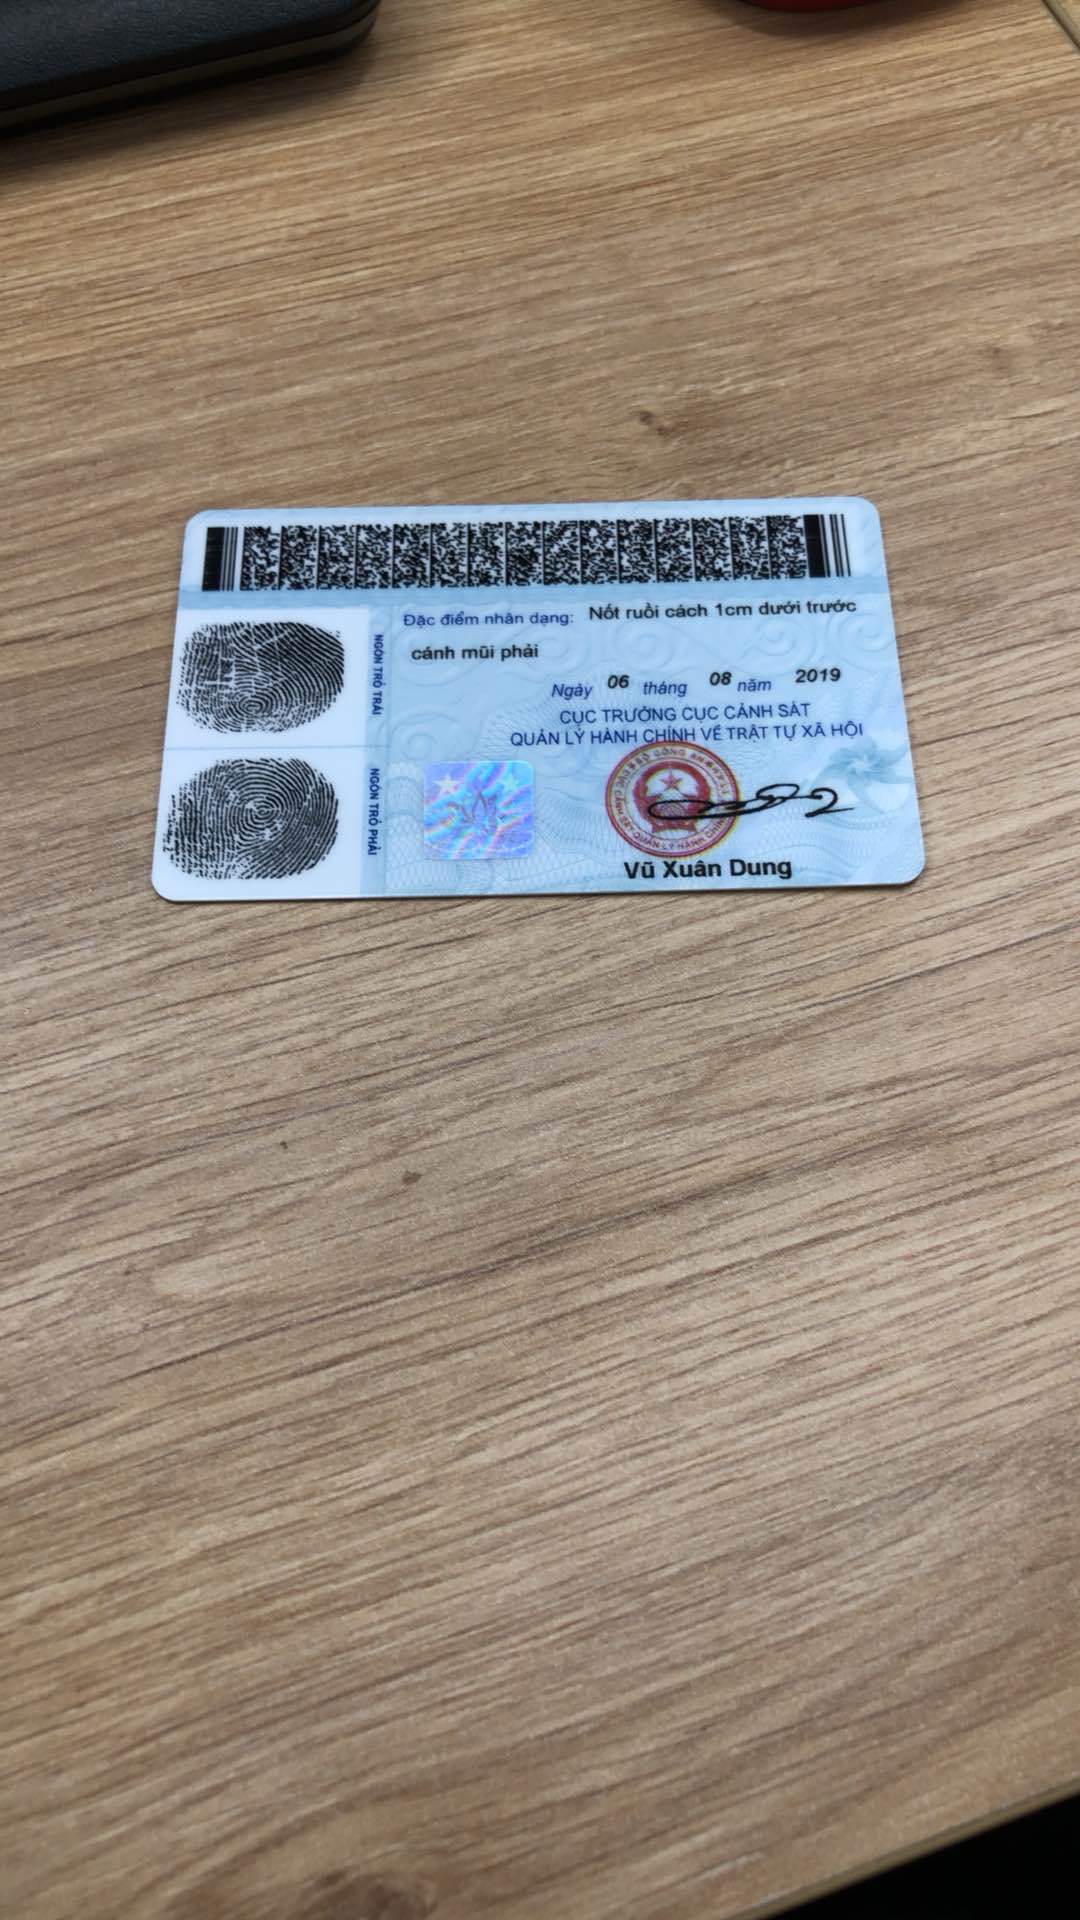 Đặc điểm nhân dạng: Nốt ruồi cách 1cm dưới trước
cánh mũi phải
Ngày 06 tháng 08 năm 2019
CỤC TRƯỞNG CỤC CẢNH SÁT
QUẢN LÝ HÀNH CHÍNH VỀ TRẬT TỰ XÃ HỘI
NGÓN TRỎ TRÁI
NGÓN TRỎ PHẢI
Vũ Xuân Dung